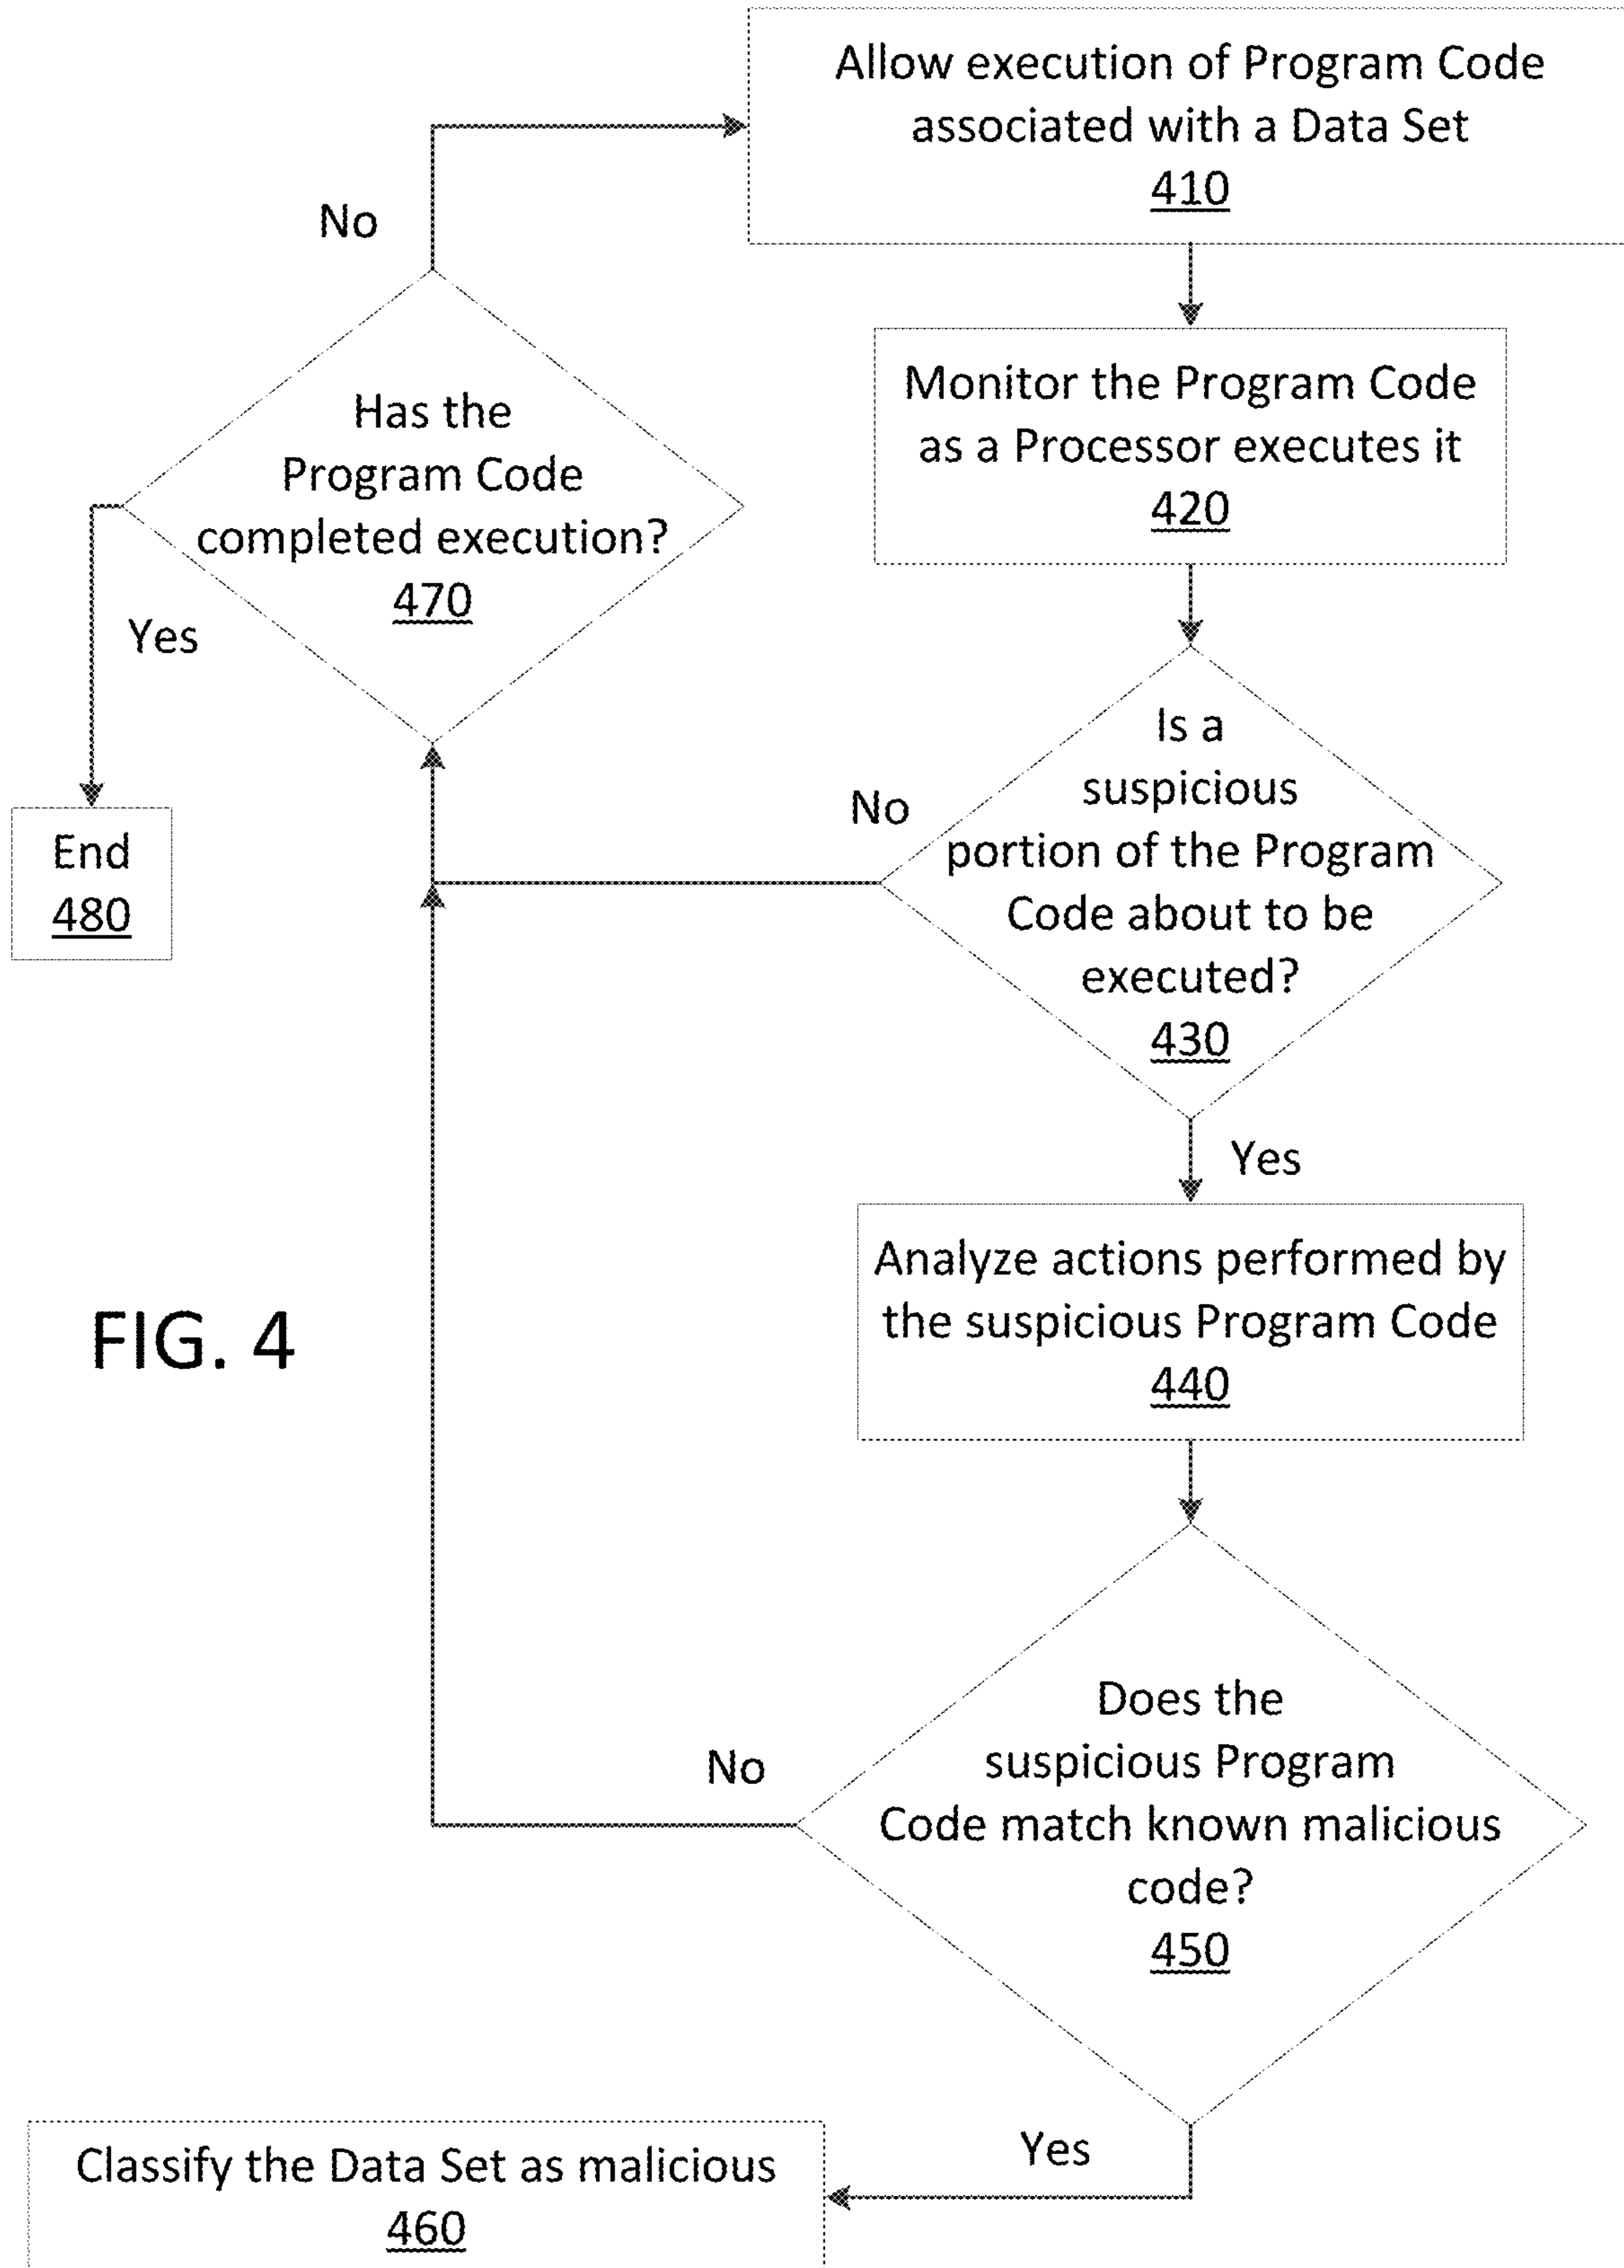 Allow execution of Program Code
associated with a Data Set
410
No
Monitor the Program Code
as a Processor executes it
420
Has the
Program Code
completed execution?
470
Yes
End
480
Is a
suspicious
portion of the Program
Code about to be
executed?
430
No
Yes
Analyze actions performed by
the suspicious Program Code
440
FIG. 4
Does the
suspicious Program
Code match known malicious
code?
450
No
Yes
Classify the Data Set as malicious
460